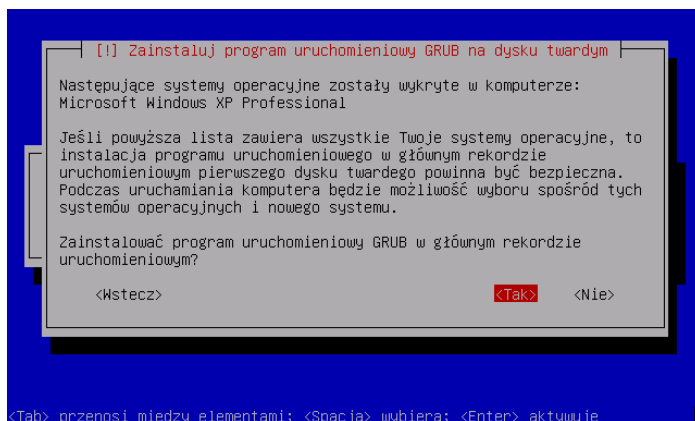 [!] Zainstaluj program uruchomieniowy GRUB na dysku twardym
Następujące systemy operacyjne zostały wykryte w komputerze:
Microsoft Windows XP Professional
Jeśli powyższa lista zawiera wszystkie Twoje systemy operacyjne, to
instalacja programu uruchomieniowego w głównym rekordzie
uruchomieniowym pierwszego dysku twardego powinna być bezpieczna.
Podczas uruchamiania komputera będzie możliwość wyboru spośród tych
systemów operacyjnych i nowego systemu.
Zainstalować program uruchomieniowy GRUB w głównym rekordzie
uruchomieniowym?
<Wstecz> <Tak> <Nie>
<Tab> przenosi między elementami; <Spacja> wybiera; <Enter> aktywuje